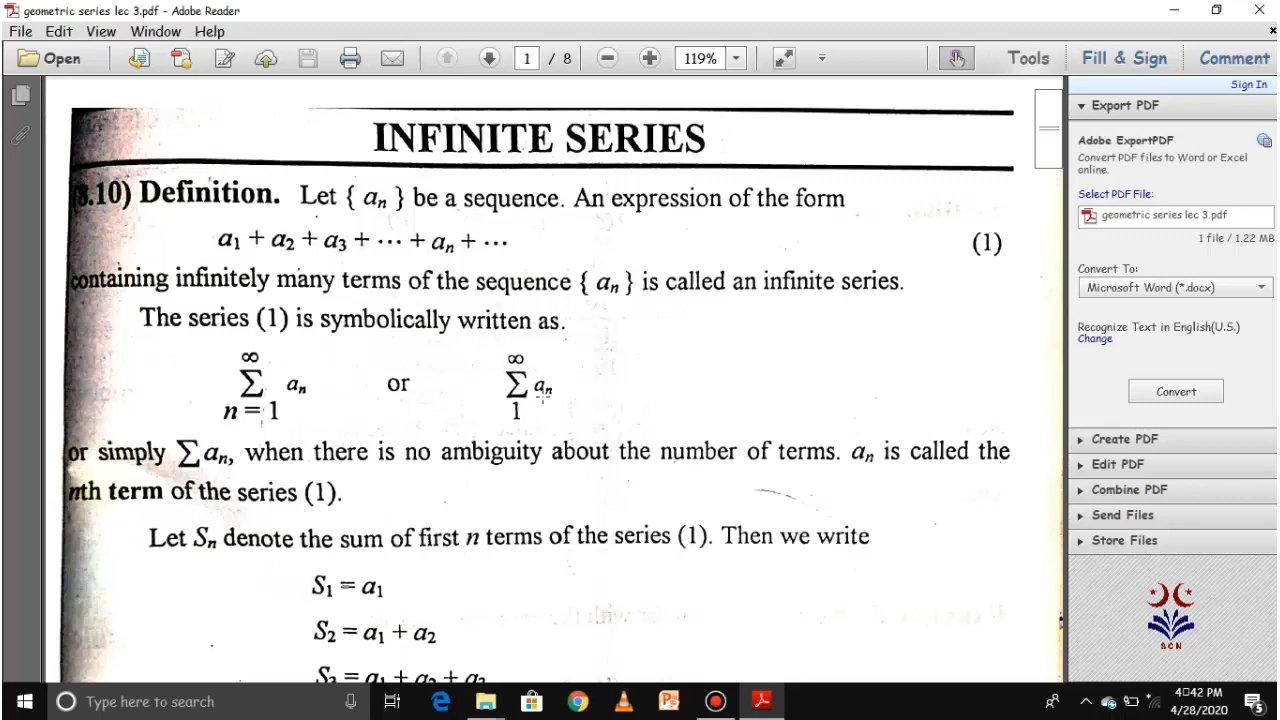 geometric series lec 3.pdf - Adobe Reader
File Edit View Window Help
Open 1 / 8 119% Tools Fill & Sign Comment
Sign In
Export PDF
Adobe ExportPDF
Convert PDF files to Word or Excel
online.
Select PDF File:
geometric series lec 3.pdf
1 file / 1.22 MB
Convert To:
Microsoft Word (*.docx)
Recognize Text in English(U.S.)
Change
Convert
Create PDF
Edit PDF
Combine PDF
Send Files
Store Files
SCN
INFINITE SERIES
(8.10) Definition. Let { aₙ } be a sequence. An expression of the form
a₁ + a₂ + a₃ + ··· + aₙ + ··· (1)
containing infinitely many terms of the sequence { aₙ } is called an infinite series.
The series (1) is symbolically written as.
∞ ∞
∑ aₙ or ∑ aₙ
n = 1 1
or simply ∑ aₙ, when there is no ambiguity about the number of terms. aₙ is called the
nth term of the series (1).
Let Sₙ denote the sum of first n terms of the series (1). Then we write
S₁ = a₁
S₂ = a₁ + a₂
S₃ = a₁ + a₂ + a₃
Type here to search
4:42 PM
4/28/2020
5